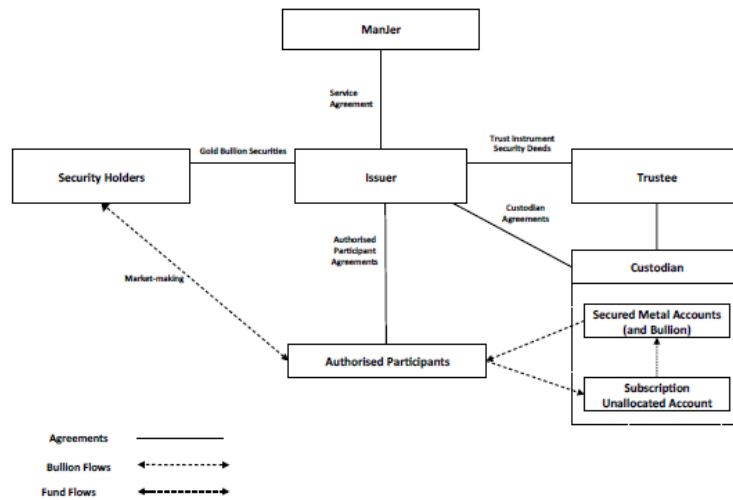 ManJer
Service
Agreement
Gold Bullion Securities
Trust Instrument
Security Deeds
Security Holders
Issuer
Trustee
Custodian
Agreements
Authorised
Participant
Agreements
Custodian
Market-making
Secured Metal Accounts
(and Bullion)
Authorised Participants
Subscription
Unallocated Account
Agreements
Bullion Flows
Fund Flows